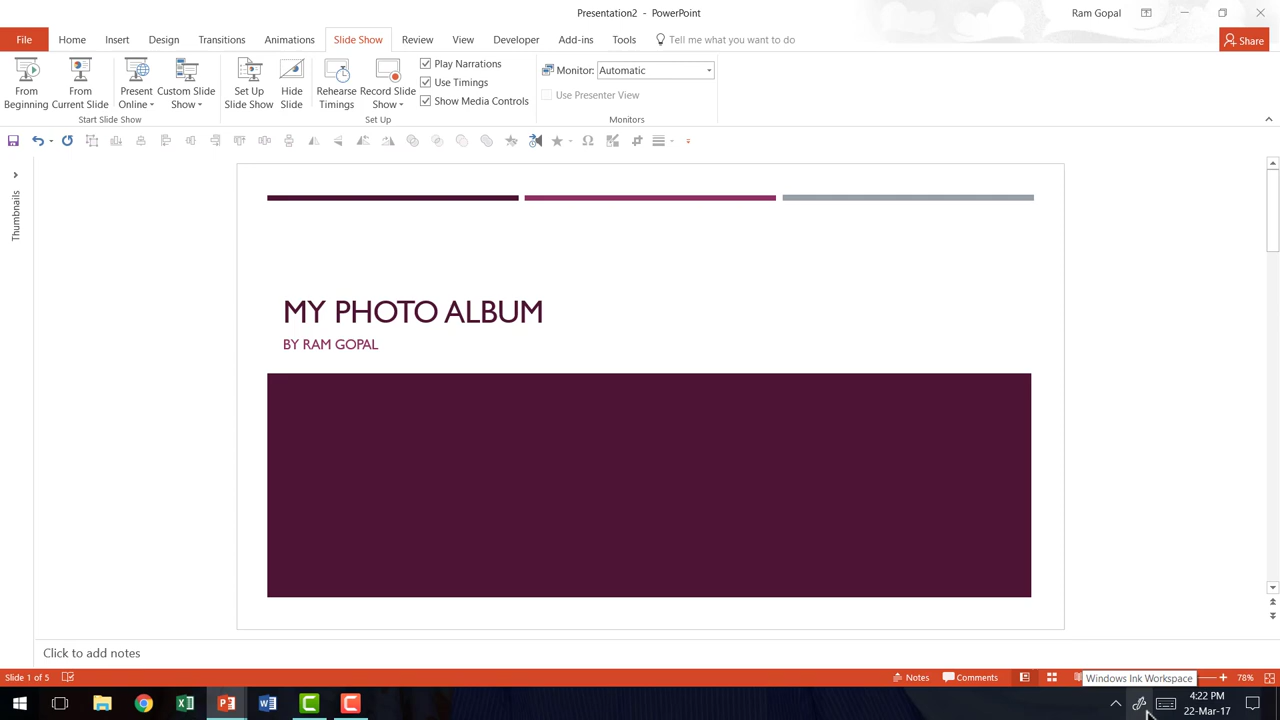 Presentation2 - PowerPoint
Ram Gopal
File Home Insert Design Transitions Animations Slide Show Review View Developer Add-ins Tools Tell me what you want to do
Share
From Beginning
From Current Slide
Present Online
Custom Slide Show
Start Slide Show
Set Up Slide Show
Hide Slide
Rehearse Timings
Record Slide Show
Play Narrations
Use Timings
Show Media Controls
Set Up
Monitor: Automatic
Use Presenter View
Monitors
Thumbnails
MY PHOTO ALBUM
BY RAM GOPAL
Click to add notes
Slide 1 of 5
Notes
Comments
Windows Ink Workspace
78%
4:22 PM
22-Mar-17